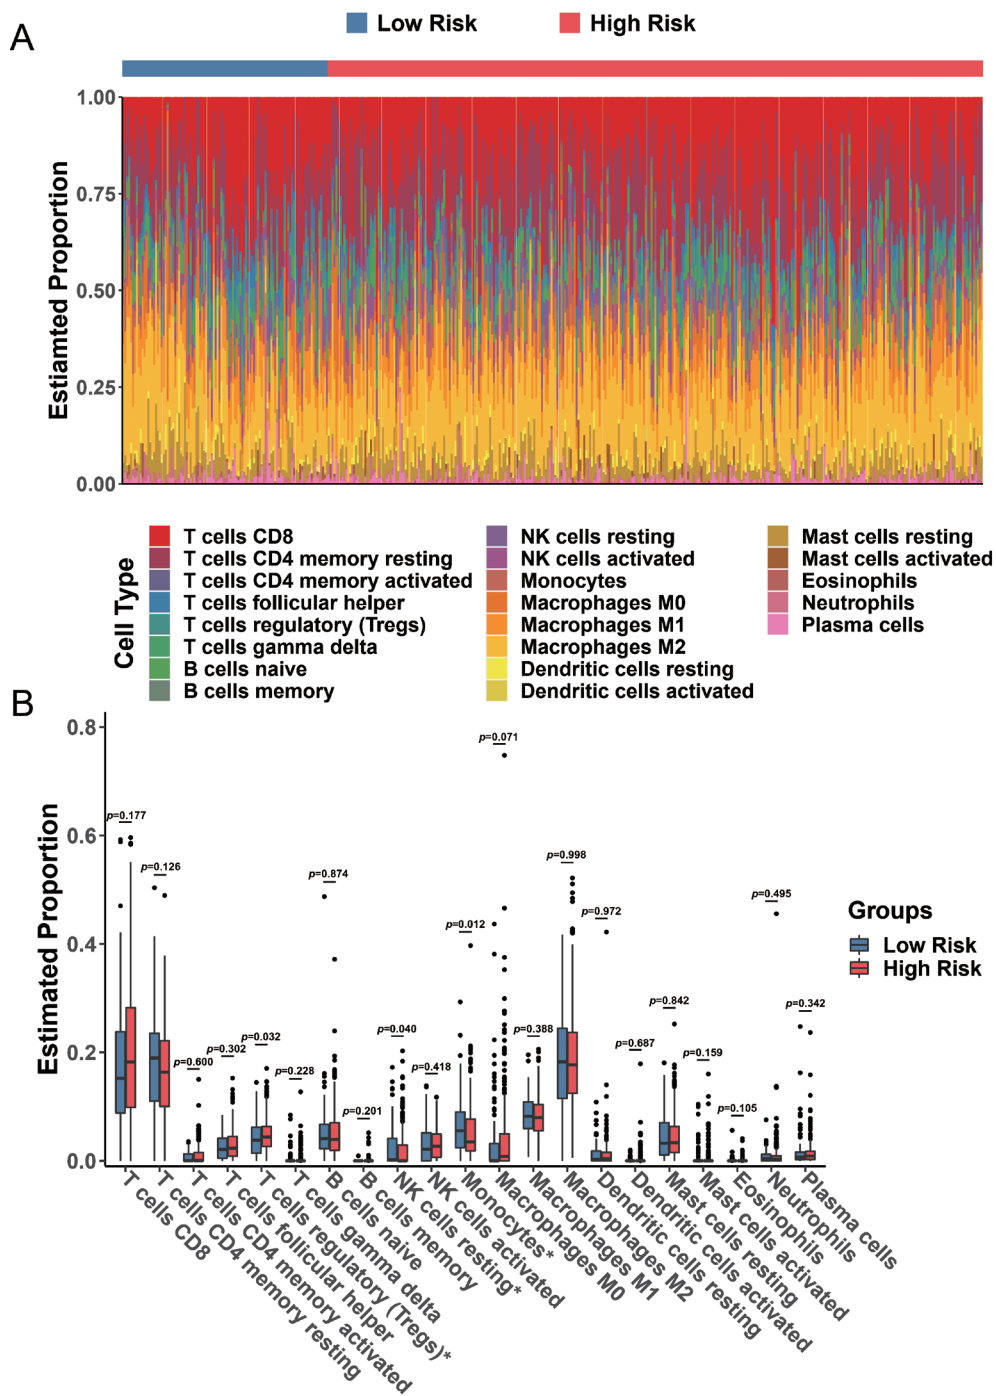 Low Risk
High Risk
A
1.00
0.75
0.50
0.25
0.00
Estiamted Proportion
Cell Type
T cells CD8
T cells CD4 memory resting
T cells CD4 memory activated
T cells follicular helper
T cells regulatory (Tregs)
T cells gamma delta
B cells naive
B cells memory
NK cells resting
NK cells activated
Monocytes
Macrophages M0
Macrophages M1
Macrophages M2
Dendritic cells resting
Dendritic cells activated
Mast cells resting
Mast cells activated
Eosinophils
Neutrophils
Plasma cells
B
0.8
0.6
0.4
0.2
0.0
Estimated Proportion
p=0.177
p=0.126
p=0.600
p=0.302
p=0.032
p=0.228
p=0.874
p=0.201
p=0.040
p=0.418
p=0.012
p=0.071
p=0.388
p=0.998
p=0.972
p=0.687
p=0.842
p=0.159
p=0.105
p=0.495
p=0.342
Groups
Low Risk
High Risk
T cells CD8
T cells CD4 memory resting
T cells CD4 memory activated
T cells follicular helper
T cells regulatory (Tregs)*
T cells gamma delta
B cells naive
B cells memory
NK cells resting*
NK cells activated
Monocytes*
Macrophages M0
Macrophages M1
Macrophages M2
Dendritic cells resting
Dendritic cells activated
Mast cells resting
Mast cells activated
Eosinophils
Neutrophils
Plasma cells